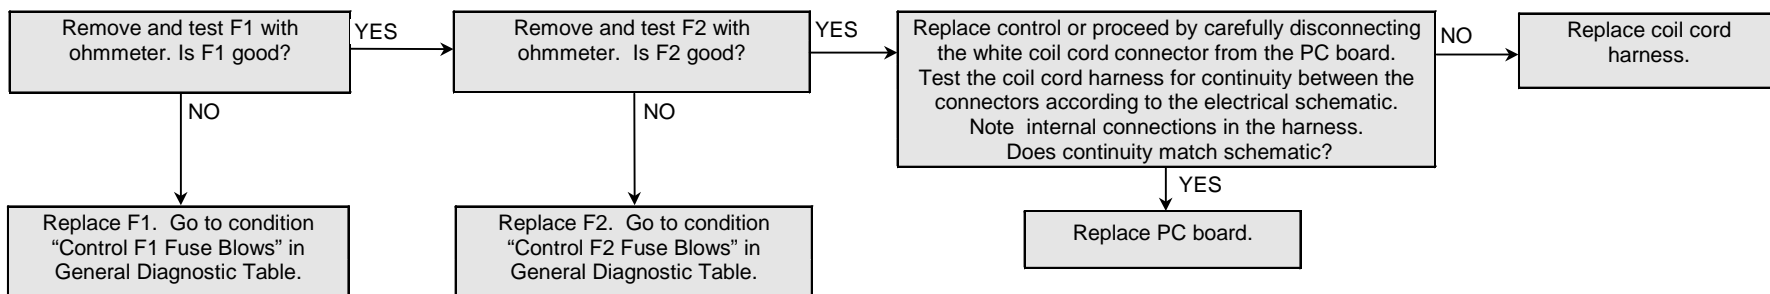 Remove and test F1 with
ohmmeter. Is F1 good?
YES
Remove and test F2 with
ohmmeter. Is F2 good?
YES
Replace control or proceed by carefully disconnecting
the white coil cord connector from the PC board.
Test the coil cord harness for continuity between the
connectors according to the electrical schematic.
Note internal connections in the harness.
Does continuity match schematic?
NO
Replace coil cord
harness.
NO
NO
YES
Replace F1. Go to condition
“Control F1 Fuse Blows” in
General Diagnostic Table.
Replace F2. Go to condition
“Control F2 Fuse Blows” in
General Diagnostic Table.
Replace PC board.